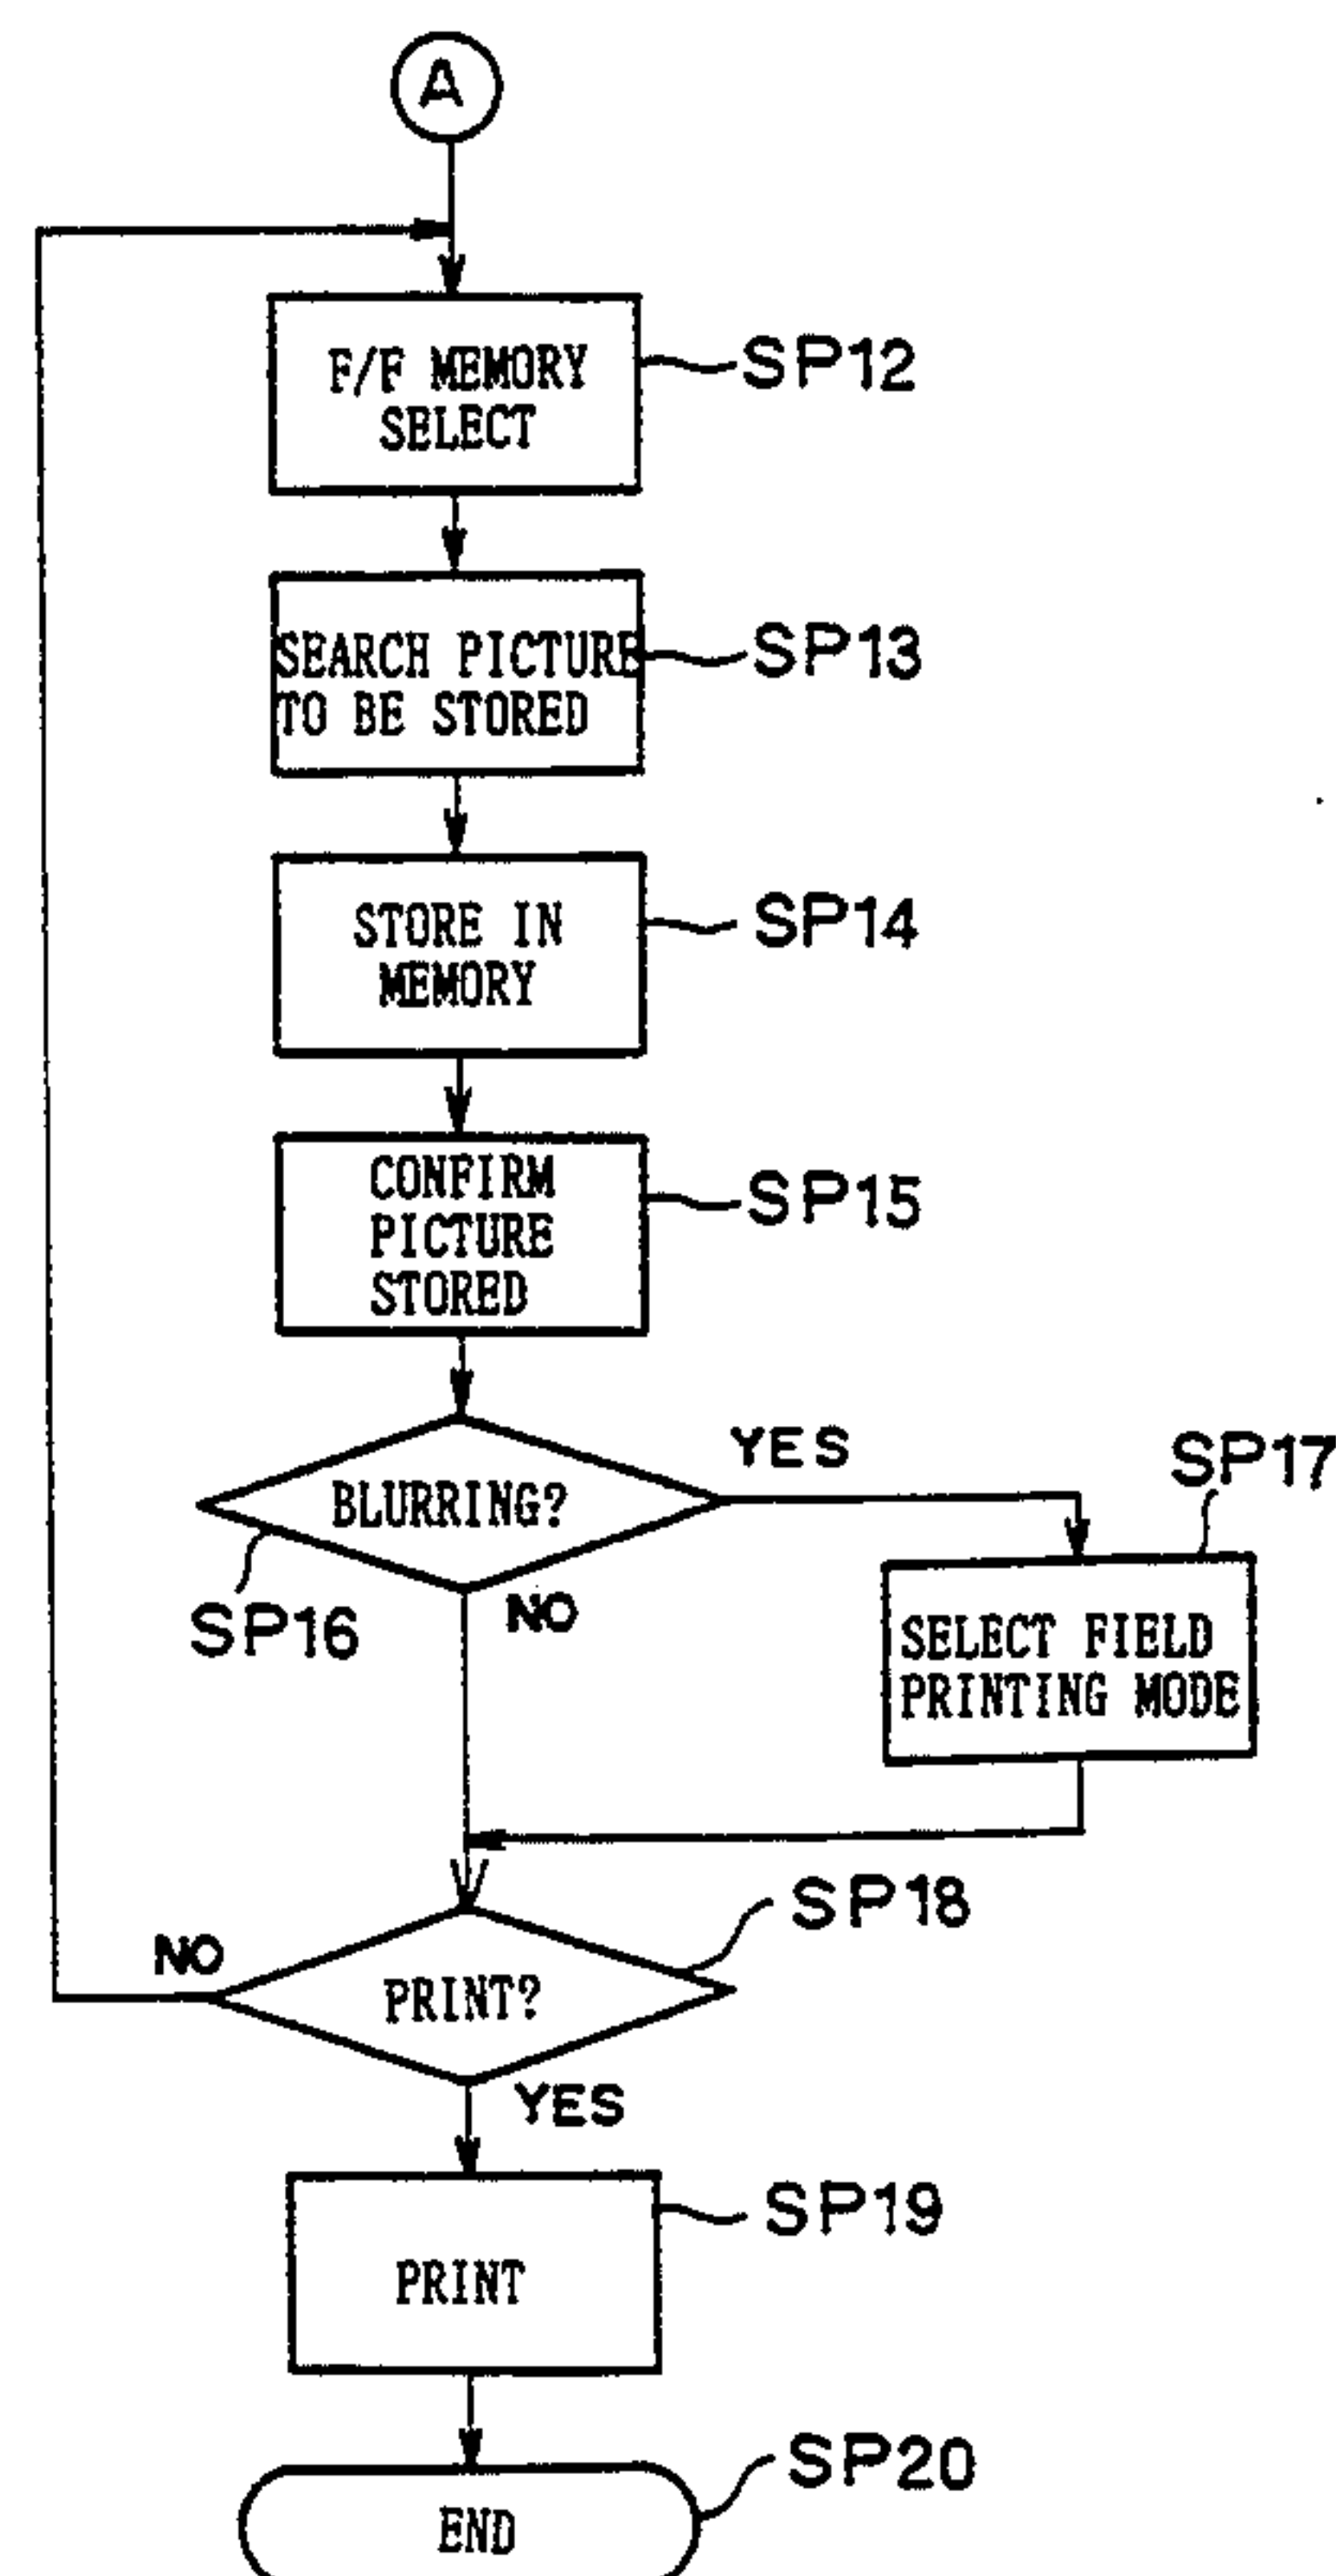 A
F/F MEMORY
SELECT
SP12
SEARCH PICTURE
TO BE STORED
SP13
STORE IN
MEMORY
SP14
CONFIRM
PICTURE
STORED
SP15
BLURRING?
YES
SP17
NO
SP16
SELECT FIELD
PRINTING MODE
SP18
NO
PRINT?
YES
SP19
PRINT
SP20
END